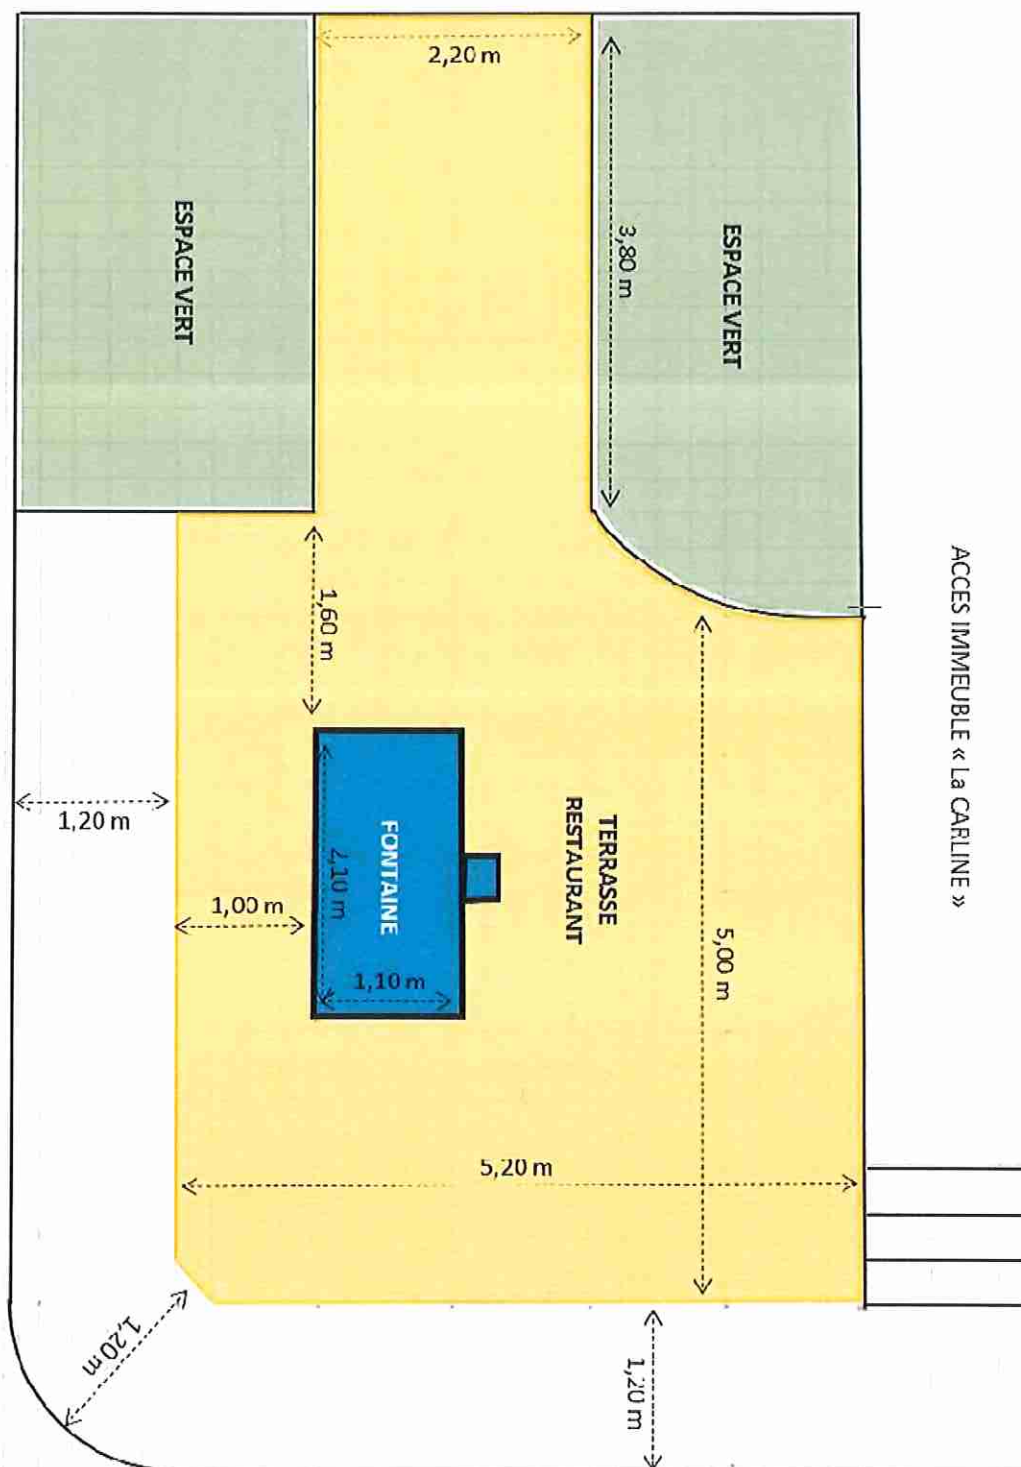 2,20 m
ESPACE VERT
3,80 m
ESPACE VERT
ACCES IMMEUBLE « La CARLINE »
1,60 m
1,20 m
1,00 m
FONTAINE
2,10 m
1,10 m
TERRASSE
RESTAURANT
5,00 m
5,20 m
1,20 m
1,20 m